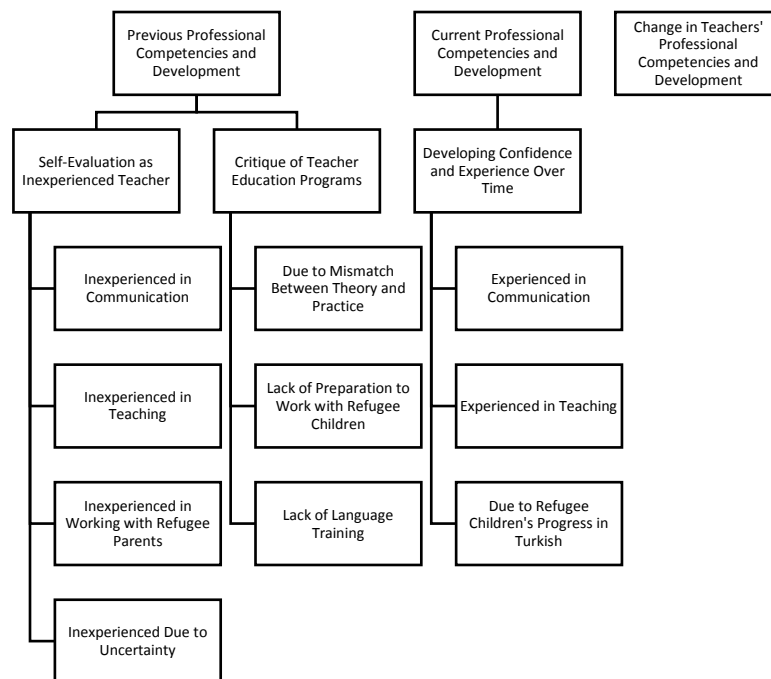 Previous Professional
Competencies and
Development
Current Professional
Competencies and
Development
Change in Teachers'
Professional
Competencies and
Development
Self-Evaluation as
Inexperienced Teacher
Critique of Teacher
Education Programs
Developing Confidence
and Experience Over
Time
Inexperienced in
Communication
Due to Mismatch
Between Theory and
Practice
Experienced in
Communication
Inexperienced in
Teaching
Lack of Preparation to
Work with Refugee
Children
Experienced in Teaching
Inexperienced in
Working with Refugee
Parents
Lack of Language
Training
Due to Refugee
Children's Progress in
Turkish
Inexperienced Due to
Uncertainty